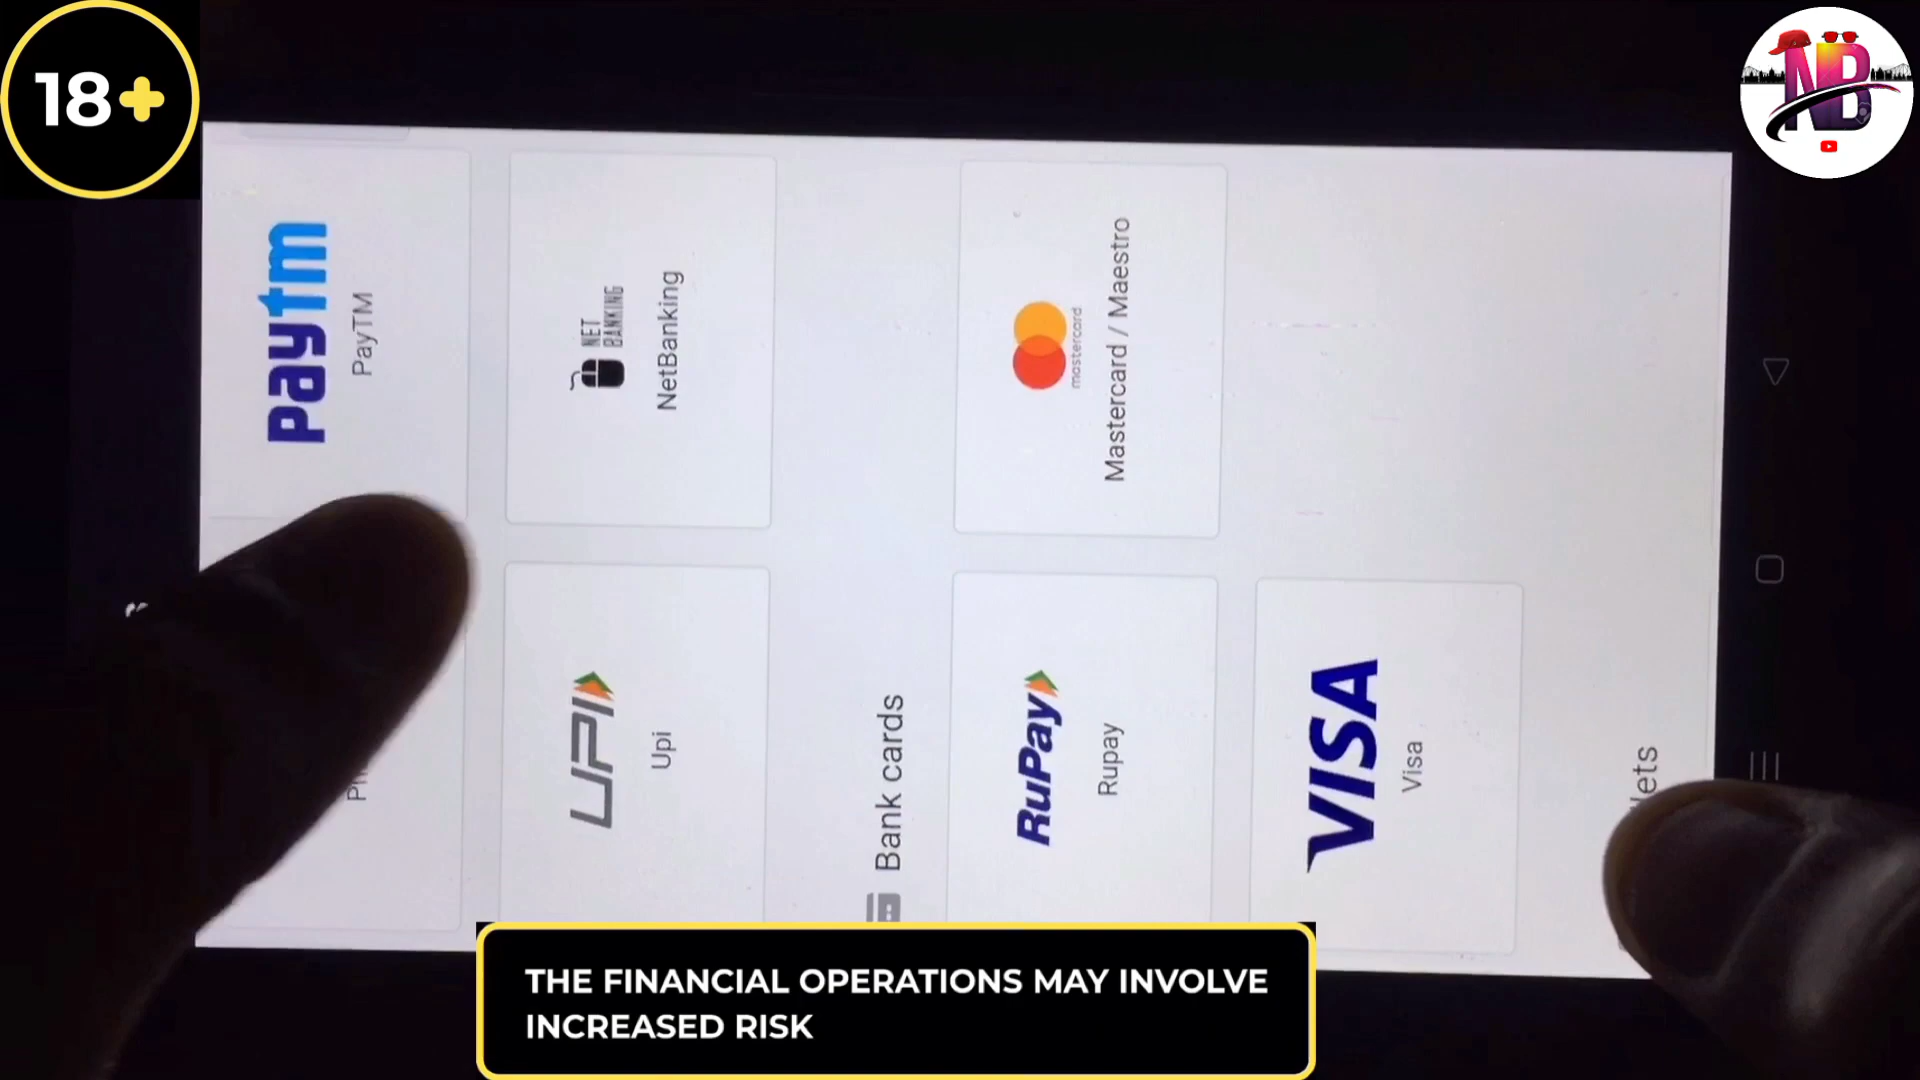 18+
NB
paytm
PayTM
NET
BANKING
NetBanking
UPI
Upi
Bank cards
mastercard
Mastercard / Maestro
RuPay
Rupay
VISA
Visa
THE FINANCIAL OPERATIONS MAY INVOLVE
INCREASED RISK